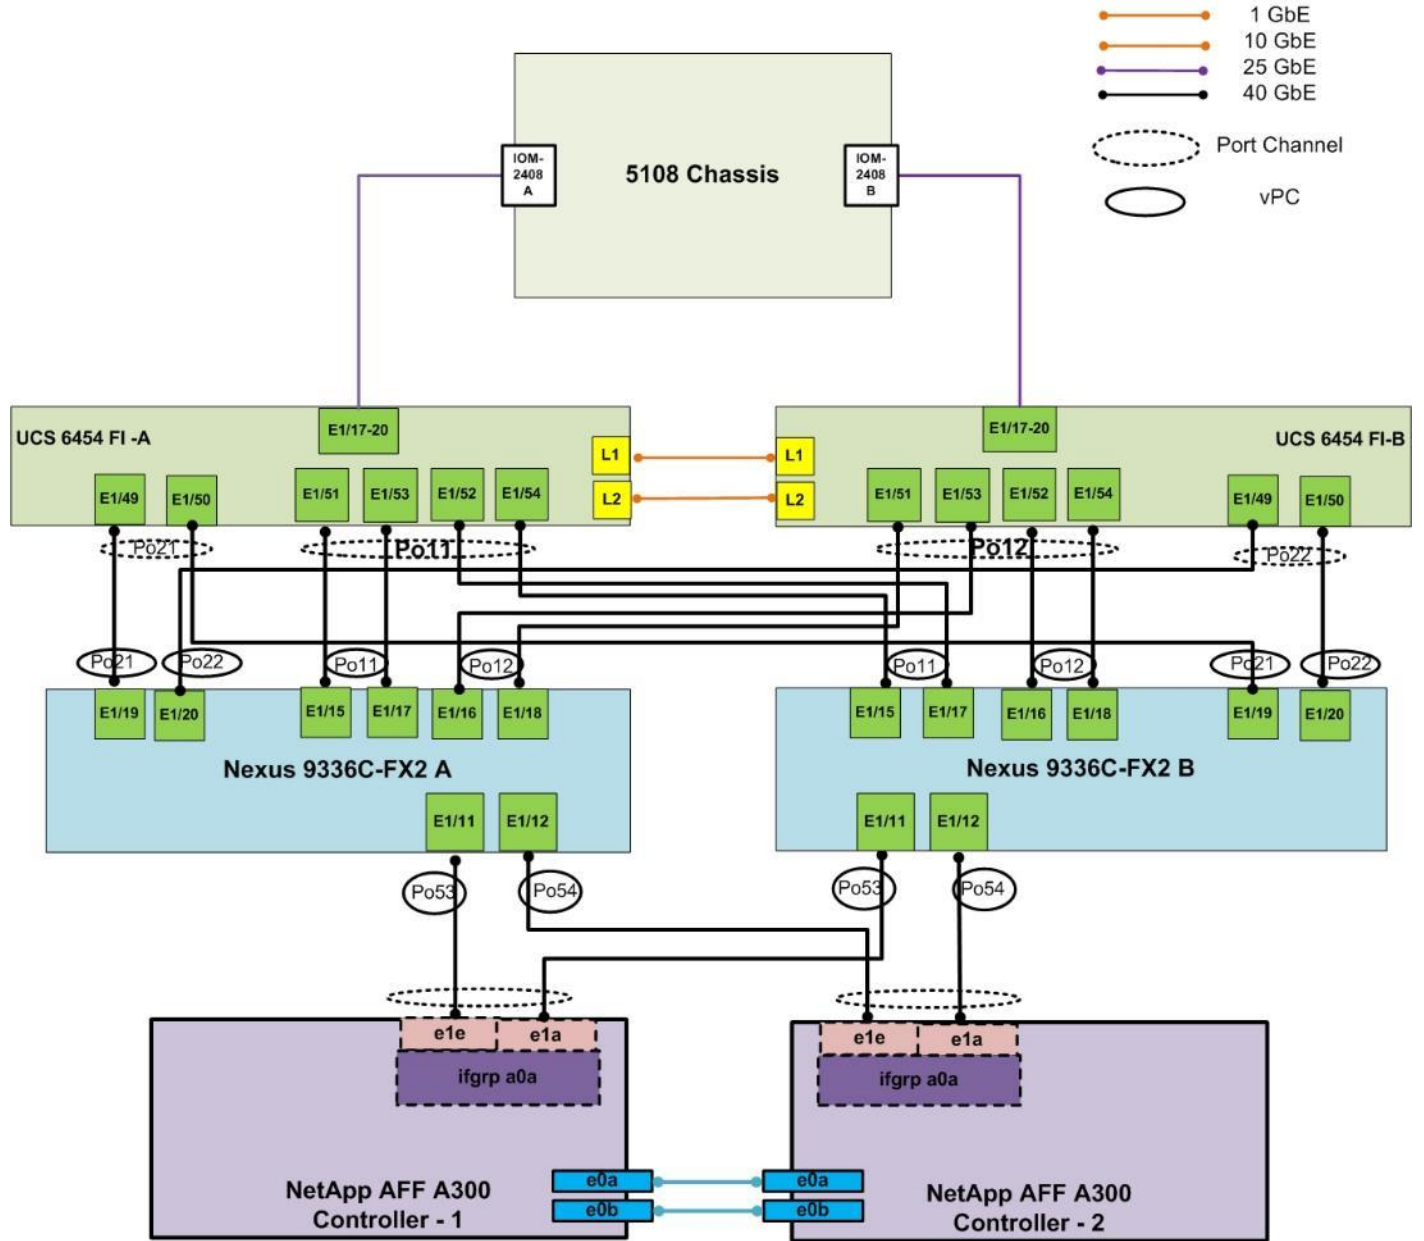 1 GbE
10 GbE
25 GbE
40 GbE
Port Channel
vPC
IOM-
2408
A
5108 Chassis
IOM-
2408
B
UCS 6454 FI -A
E1/17-20
L1
L2
E1/49
E1/50
E1/51
E1/53
E1/52
E1/54
L1
L2
E1/17-20
UCS 6454 FI-B
E1/51
E1/53
E1/52
E1/54
E1/49
E1/50
Po21
Po11
Po12
Po22
Po21
Po22
Po11
Po12
Po11
Po12
Po21
Po22
E1/19
E1/20
E1/15
E1/17
E1/16
E1/18
Nexus 9336C-FX2 A
E1/11
E1/12
E1/15
E1/17
E1/16
E1/18
E1/19
E1/20
Nexus 9336C-FX2 B
E1/11
E1/12
Po53
Po54
Po53
Po54
e1e
e1a
ifgrp a0a
e1e
e1a
ifgrp a0a
NetApp AFF A300
Controller - 1
e0a
e0b
e0a
e0b
NetApp AFF A300
Controller - 2